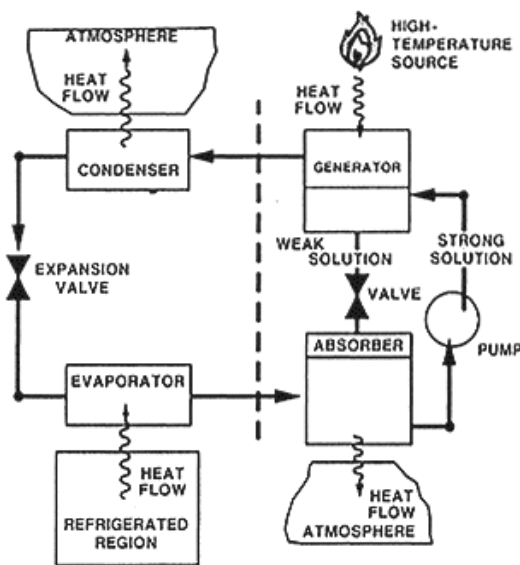 ATMOSPHERE
HEAT
FLOW
CONDENSER
HIGH-
TEMPERATURE
SOURCE
HEAT
FLOW
GENERATOR
EXPANSION
VALVE
WEAK
SOLUTION
VALVE
STRONG
SOLUTION
PUMP
ABSORBER
EVAPORATOR
HEAT
FLOW
REFRIGERATED
REGION
HEAT
FLOW
ATMOSPHERE